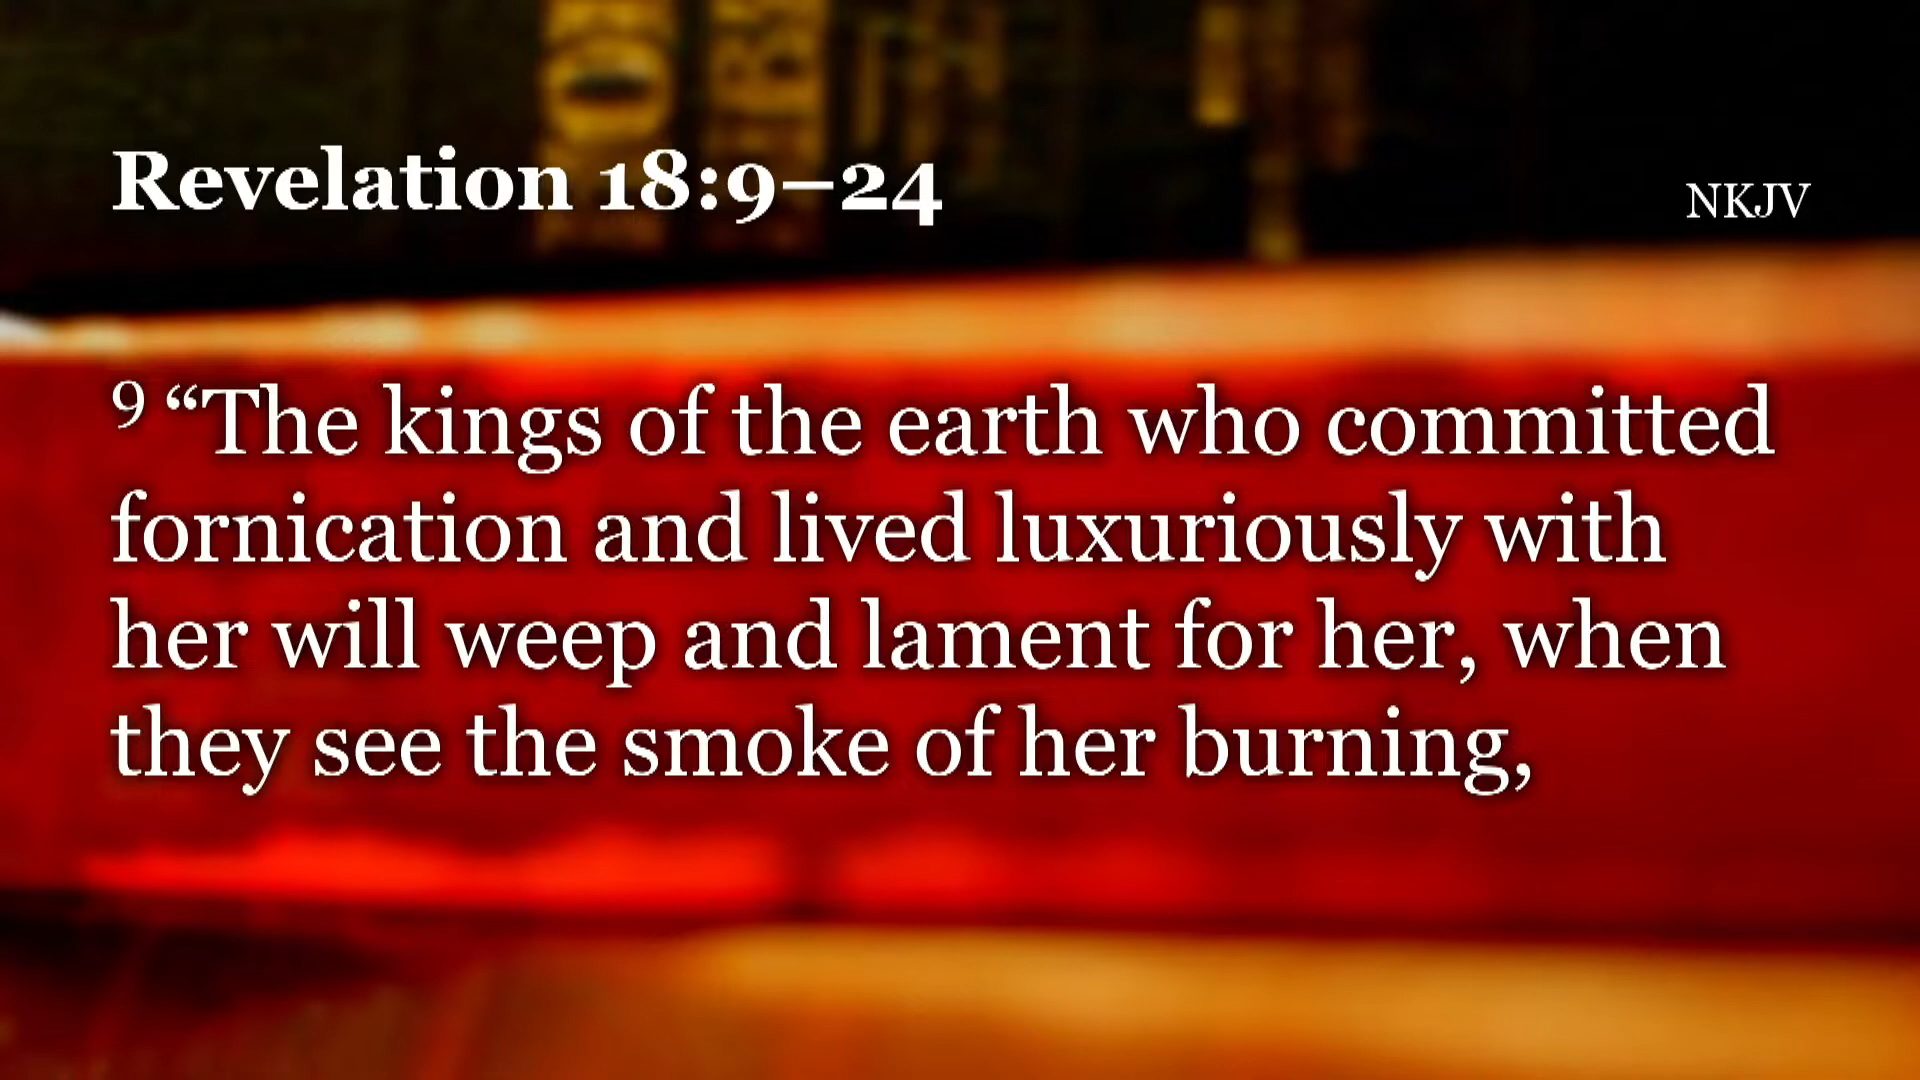 Revelation 18:9–24
NKJV
9 “The kings of the earth who committed
fornication and lived luxuriously with
her will weep and lament for her, when
they see the smoke of her burning,